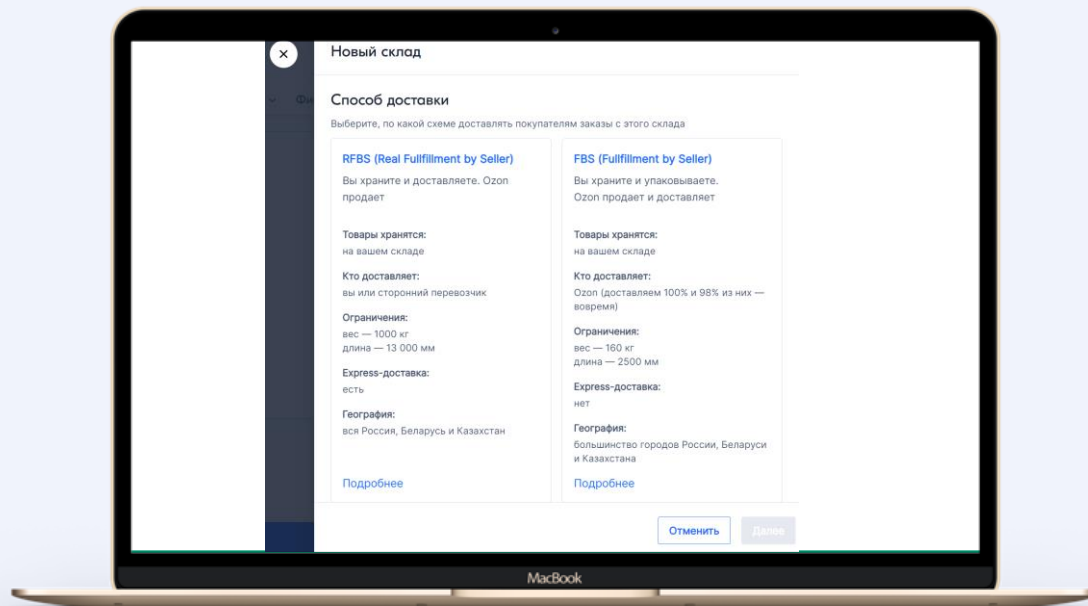 Новый склад
Способ доставки
Выберите, по какой схеме доставлять покупателям заказы с этого склада
RFBS (Real Fullfillment by Seller)
Вы храните и доставляете. Ozon
продает
Товары хранятся:
на вашем складе
Кто доставляет:
вы или сторонний перевозчик
Ограничения:
вес — 1000 кг
длина — 13 000 мм
Express-доставка:
есть
География:
вся Россия, Беларусь и Казахстан
Подробнее
FBS (Fullfillment by Seller)
Вы храните и упаковываете.
Ozon продает и доставляет
Товары хранятся:
на вашем складе
Кто доставляет:
Ozon (доставляем 100% и 98% из них —
вовремя)
Ограничения:
вес — 160 кг
длина — 2500 мм
Express-доставка:
нет
География:
большинство городов России, Беларуси
и Казахстана
Подробнее
Отменить
Далее
MacBook